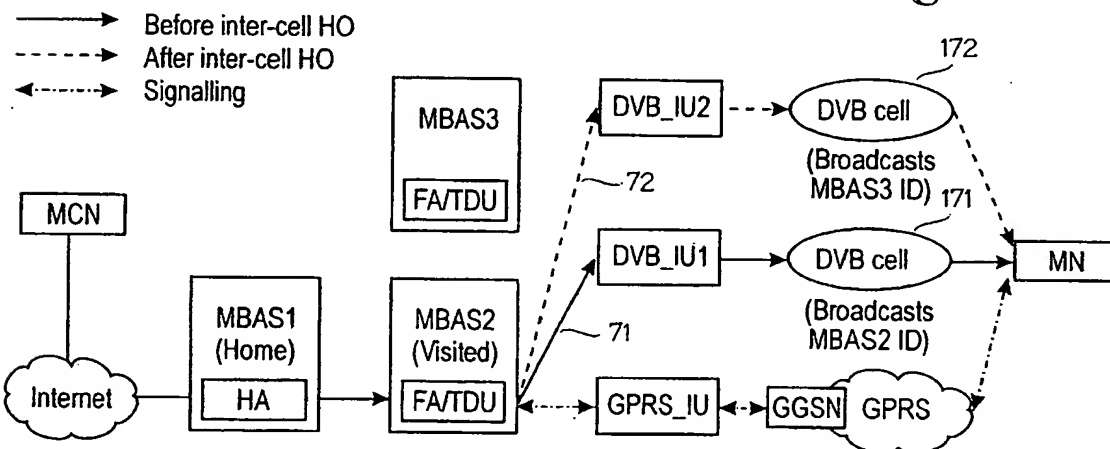 Before inter-cell HO
After inter-cell HO
Signalling
172
MBAS3
FA/TDU
DVB_IU2
DVB cell
(Broadcasts
MBAS3 ID)
72
171
MCN
DVB_IU1
DVB cell
MN
(Broadcasts
MBAS2 ID)
71
MBAS1
(Home)
HA
MBAS2
(Visited)
FA/TDU
Internet
GPRS_IU
GGSN
GPRS